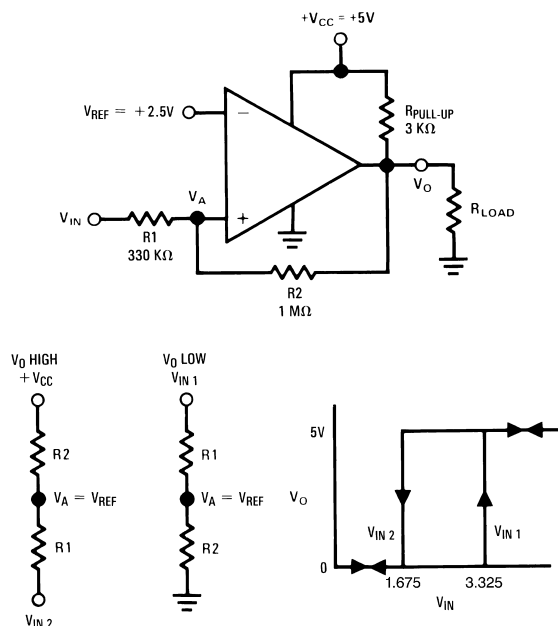 +VCC = +5V
VREF = +2.5V
−
RPULL-UP
3 KΩ
VA
VO
VIN
+
RLOAD
R1
330 KΩ
R2
1 MΩ
VO HIGH
+ VCC
VO LOW
VIN 1
R2
R1
5V
VA = VREF
VA = VREF
VO
R1
R2
VIN 2
VIN 1
0
1.675
3.325
VIN 2
VIN